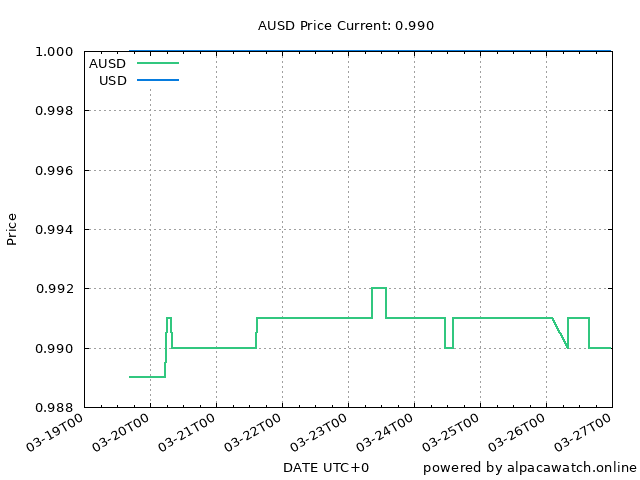 AUSD Price Current: 0.990
1.000
AUSD
USD
0.998
0.996
0.994
0.992
0.990
0.988
Price
03-19T00
03-20T00
03-21T00
03-22T00
03-23T00
03-24T00
03-25T00
03-26T00
03-27T00
DATE UTC+0
powered by alpacawatch.online